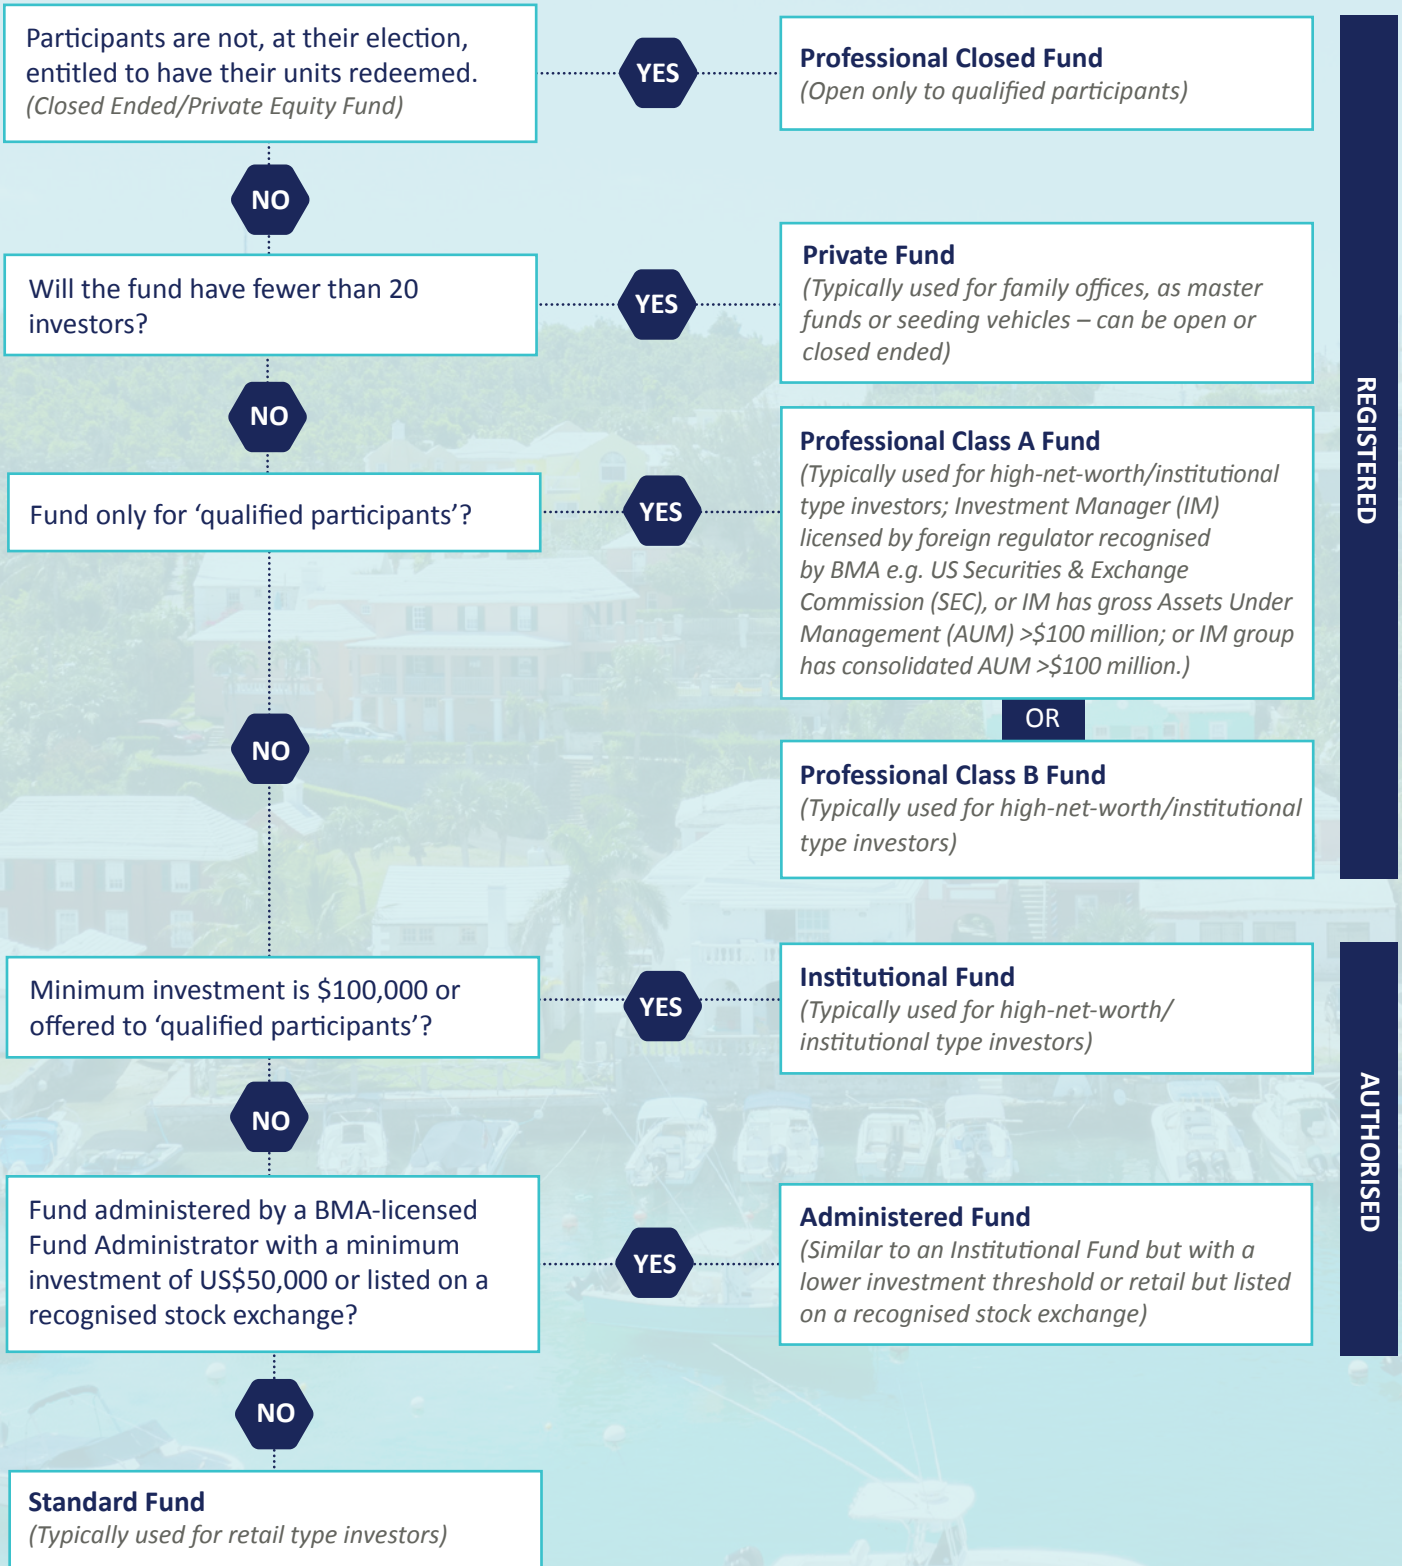 Participants are not, at their election,
entitled to have their units redeemed.
(Closed Ended/Private Equity Fund)
YES
Professional Closed Fund
(Open only to qualified participants)
NO
Will the fund have fewer than 20
investors?
YES
Private Fund
(Typically used for family offices, as master
funds or seeding vehicles – can be open or
closed ended)
NO
Fund only for ‘qualified participants’?
YES
Professional Class A Fund
(Typically used for high-net-worth/institutional
type investors; Investment Manager (IM)
licensed by foreign regulator recognised
by BMA e.g. US Securities & Exchange
Commission (SEC), or IM has gross Assets Under
Management (AUM) >$100 million; or IM group
has consolidated AUM >$100 million.)
OR
Professional Class B Fund
(Typically used for high-net-worth/institutional
type investors)
REGISTERED
NO
Minimum investment is $100,000 or
offered to ‘qualified participants’?
YES
Institutional Fund
(Typically used for high-net-worth/
institutional type investors)
NO
Fund administered by a BMA-licensed
Fund Administrator with a minimum
investment of US$50,000 or listed on a
recognised stock exchange?
YES
Administered Fund
(Similar to an Institutional Fund but with a
lower investment threshold or retail but listed
on a recognised stock exchange)
AUTHORISED
NO
Standard Fund
(Typically used for retail type investors)